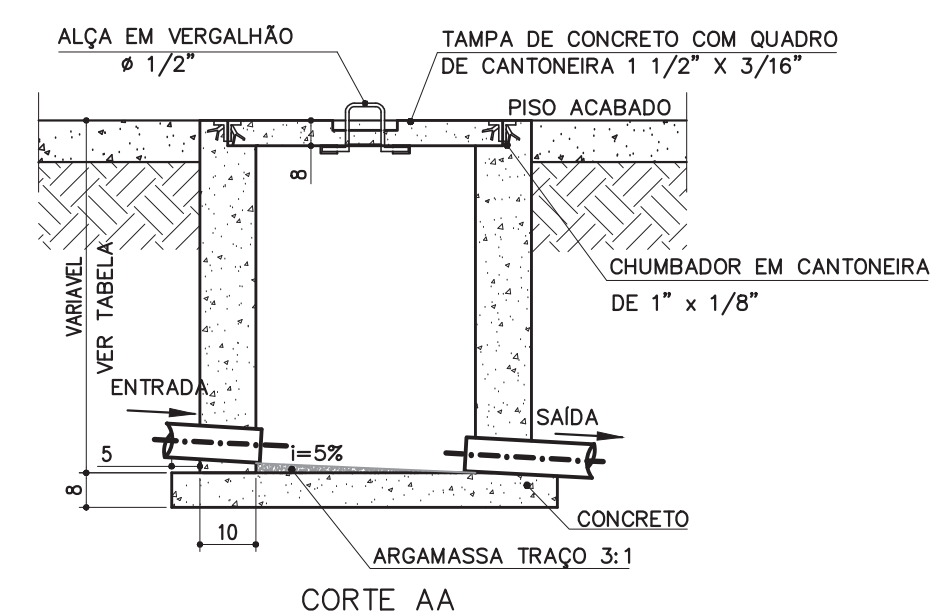 ALÇA EM VERGALHÃO
ø 1/2"
TAMPA DE CONCRETO COM QUADRO
DE CANTONEIRA 1 1/2" X 3/16"
PISO ACABADO
8
CHUMBADOR EM CANTONEIRA
DE 1" x 1/8"
VARIAVEL
VER TABELA
ENTRADA
SAÍDA
i=5%
5
8
10
CONCRETO
ARGAMASSA TRAÇO 3:1
CORTE AA